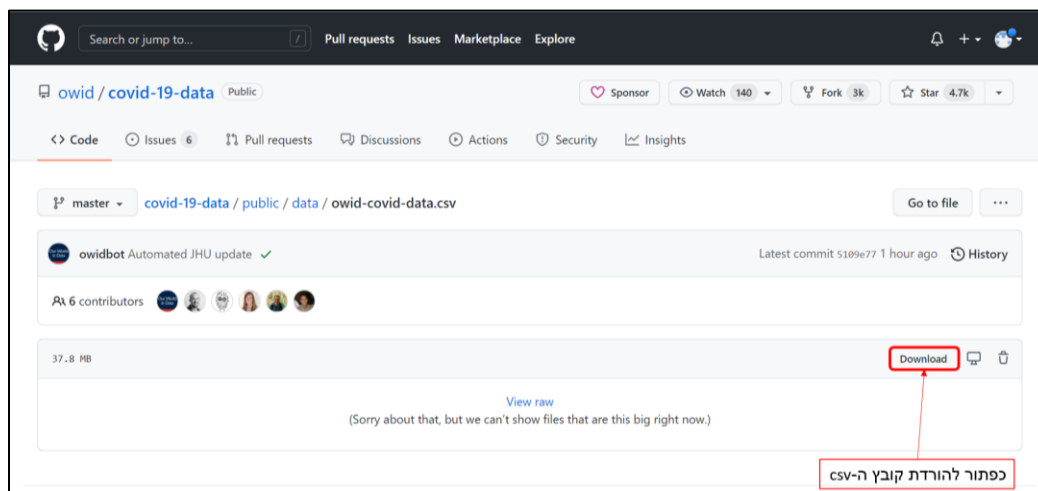 Search or jump to... / Pull requests Issues Marketplace Explore
owid / covid-19-data Public Sponsor Watch 140 Fork 3k Star 4.7k
<> Code Issues 6 Pull requests Discussions Actions Security Insights
master covid-19-data / public / data / owid-covid-data.csv Go to file ...
owidbot Automated JHU update Latest commit 5109e77 1 hour ago History
6 contributors
37.8 MB Download
View raw
(Sorry about that, but we can't show files that are this big right now.)
כפתור להורדת קובץ ה-csv